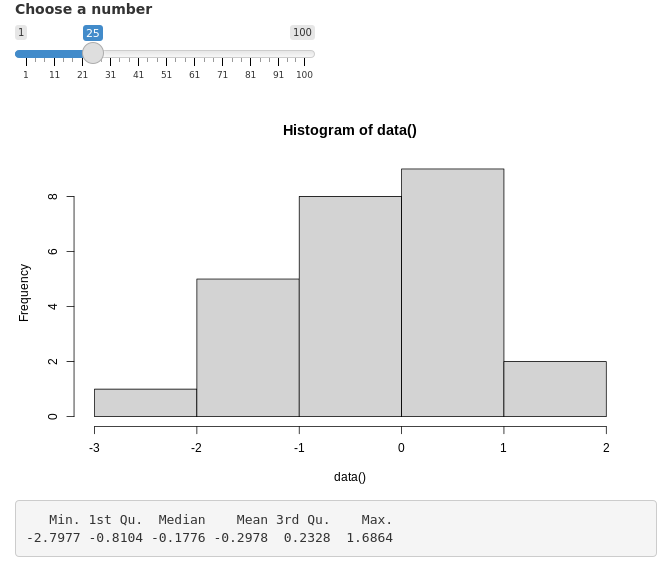 Choose a number
1 25 100
1 11 21 31 41 51 61 71 81 91 100
Histogram of data()
Frequency
8
6
4
2
0
-3 -2 -1 0 1 2
data()
Min. 1st Qu. Median Mean 3rd Qu. Max.
-2.7977 -0.8104 -0.1776 -0.2978 0.2328 1.6864